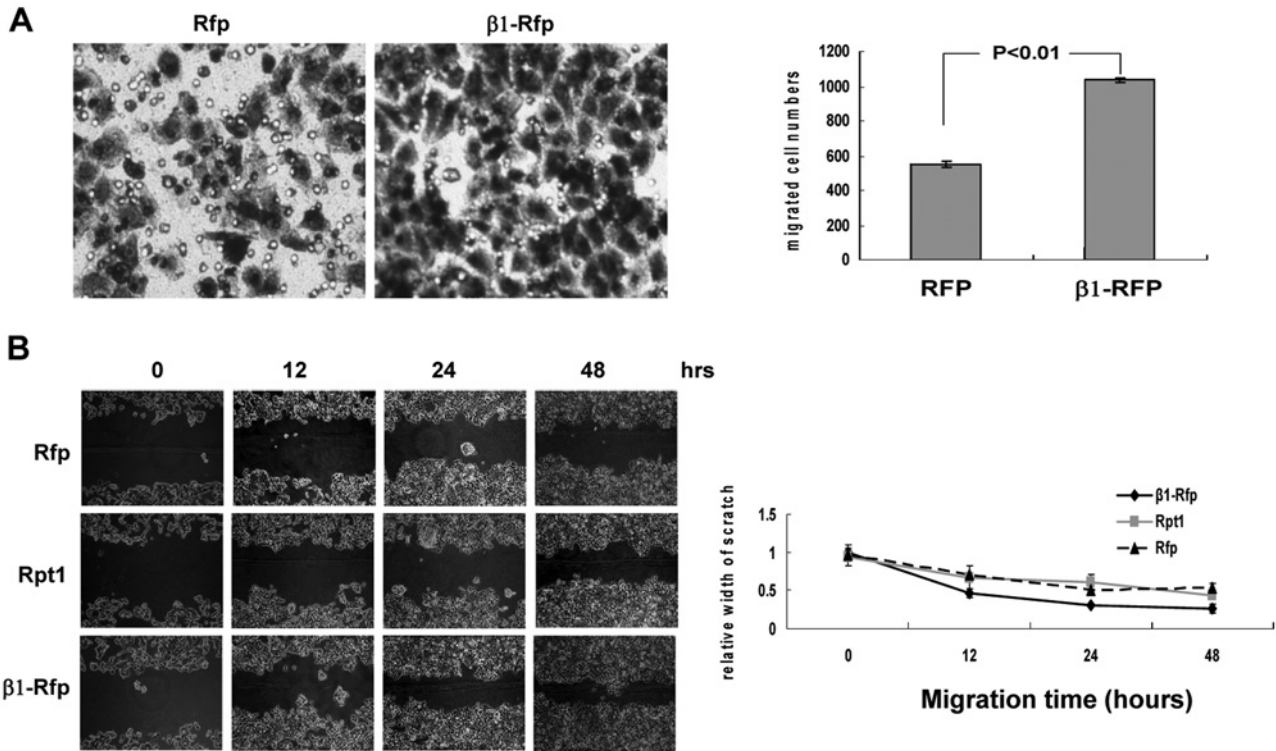 A
Rfp
β1-Rfp
P<0.01
migrated cell numbers
1200
1000
800
600
400
200
0
RFP
β1-RFP
B
0
12
24
48
hrs
Rfp
Rpt1
β1-Rfp
relative width of scratch
1.5
1
0.5
0
β1-Rfp
Rpt1
Rfp
0
12
24
48
Migration time (hours)